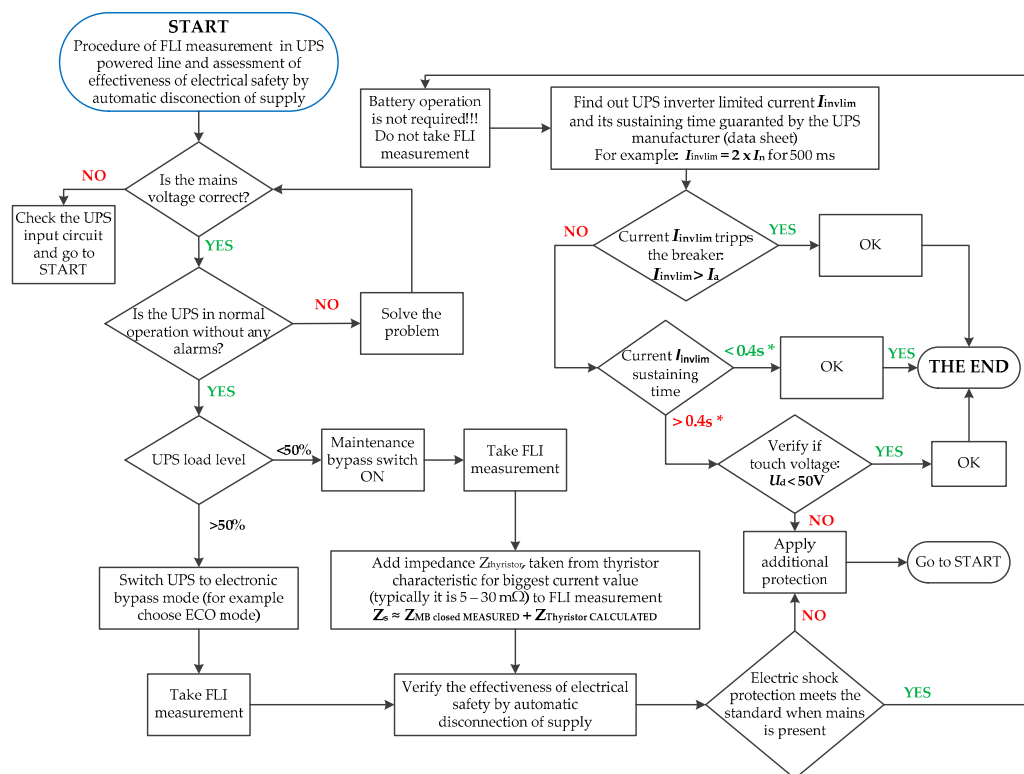 START
Procedure of FLI measurement in UPS
powered line and assessment of
effectiveness of electrical safety by
automatic disconection of supply
Is the mains
voltage correct?
NO
Check the UPS
input circuit
and go to
START
YES
Is the UPS in normal
operation without any
alarms?
NO
Solve the
problem
YES
UPS load level
<50%
Maintenance
bypass switch
ON
Take FLI
measurement
>50%
Switch UPS to electronic
bypass mode (for example
choose ECO mode)
Add impedance Zthyristor, taken from thyristor
characteristic for biggest current value
(typically it is 5 – 30 mΩ) to FLI measurement
Zs ≈ ZMB closed MEASURED + ZThyristor CALCULATED
Take FLI
measurement
Verify the effectiveness of electrical
safety by automatic
disconnection of supply
Electric shock
protection meets the
standard when mains
is present
YES
NO
Apply
additional
protection
Go to START
Battery operation
is not required!!!
Do not take FLI
measurement
Find out UPS inverter limited current Iinvlim
and its sustaining time guaranted by the UPS
manufacturer (data sheet)
For example: Iinvlim = 2 x In for 500 ms
Current Iinvlim tripps
the breaker:
Iinvlim > Ia
NO
YES
OK
Current Iinvlim
sustaining
time
< 0.4s *
OK
YES
THE END
> 0.4s *
Verify if
touch voltage:
Ud < 50V
YES
OK
NO